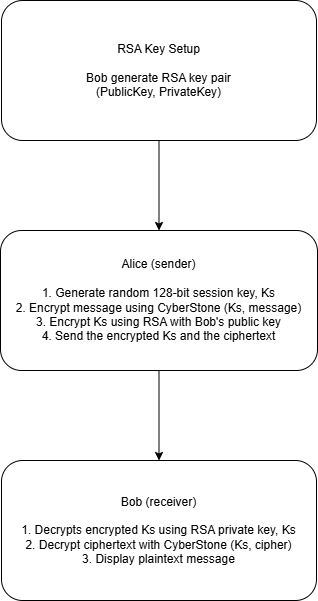 RSA Key Setup
Bob generate RSA key pair
(PublicKey, PrivateKey)
Alice (sender)
1. Generate random 128-bit session key, Ks
2. Encrypt message using CyberStone (Ks, message)
3. Encrypt Ks using RSA with Bob's public key
4. Send the encrypted Ks and the ciphertext
Bob (receiver)
1. Decrypts encrypted Ks using RSA private key, Ks
2. Decrypt ciphertext with CyberStone (Ks, cipher)
3. Display plaintext message